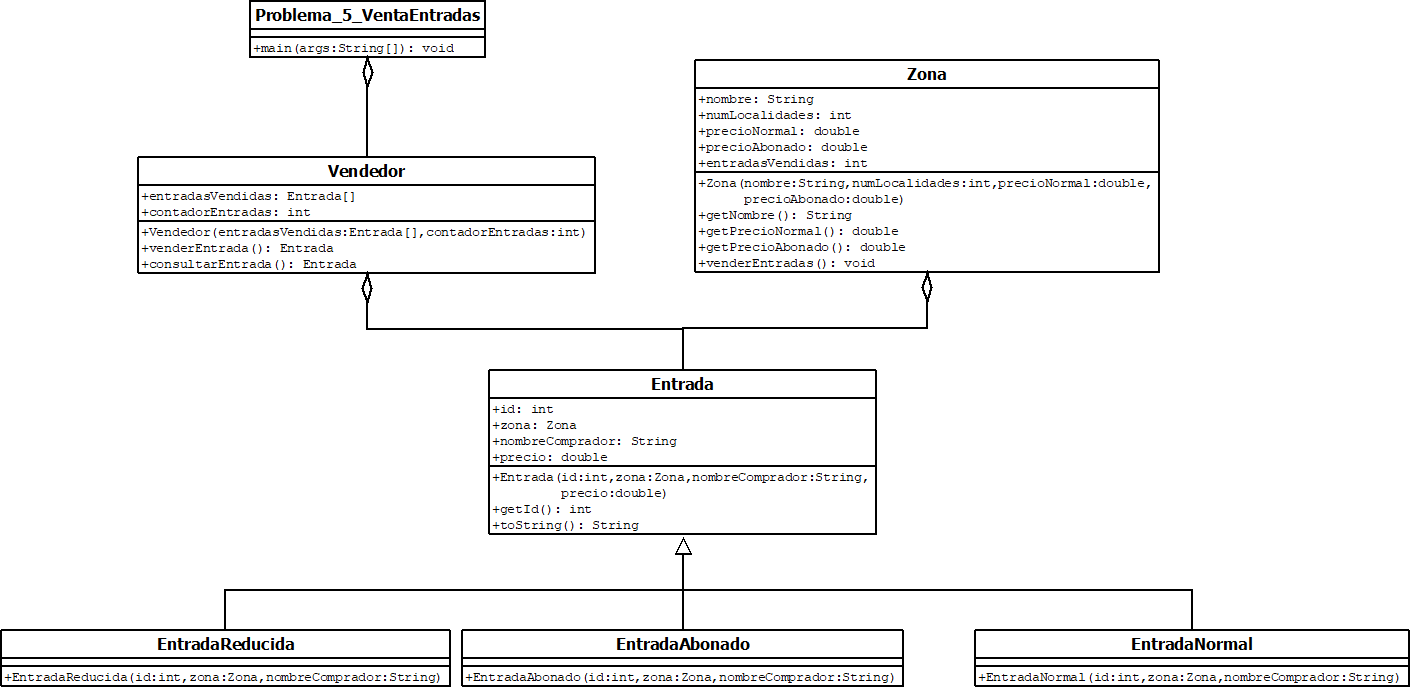 Problema_5_VentaEntradas
+main(args:String[]): void
Vendedor
+entradasVendidas: Entrada[]
+contadorEntradas: int
+Vendedor(entradasVendidas:Entrada[],contadorEntradas:int)
+venderEntrada(): Entrada
+consultarEntrada(): Entrada
Zona
+nombre: String
+numLocalidades: int
+precioNormal: double
+precioAbonado: double
+entradasVendidas: int
+Zona(nombre:String,numLocalidades:int,precioNormal:double,
precioAbonado:double)
+getNombre(): String
+getPrecioNormal(): double
+getPrecioAbonado(): double
+venderEntradas(): void
Entrada
+id: int
+zona: Zona
+nombreComprador: String
+precio: double
+Entrada(id:int,zona:Zona,nombreComprador:String,
precio:double)
+getId(): int
+toString(): String
EntradaReducida
+EntradaReducida(id:int,zona:Zona,nombreComprador:String)
EntradaAbonado
+EntradaAbonado(id:int,zona:Zona,nombreComprador:String)
EntradaNormal
+EntradaNormal(id:int,zona:Zona,nombreComprador:String)